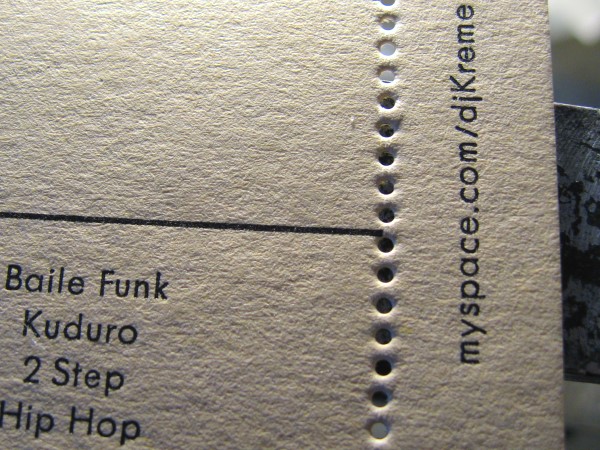 Baile Funk
Kuduro
2 Step
Hip Hop
myspace.com/djKreme